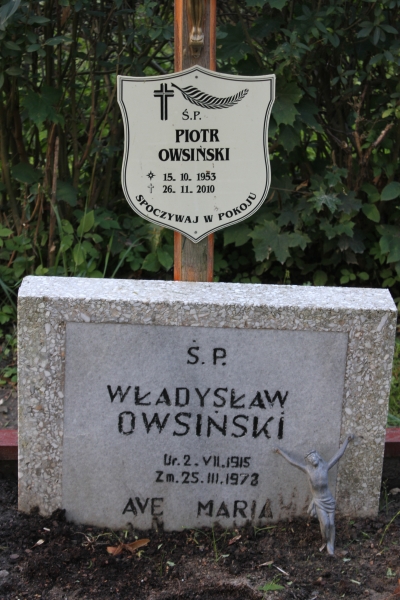 Ś.P.
PIOTR
OWSIŃSKI
15. 10. 1953
26. 11. 2010
SPOCZYWAJ W POKOJU
Ś.P.
WŁADYSŁAW
OWSIŃSKI
Ur. 2. VII. 1915
Zm. 25. III. 1973
AVE MARIA